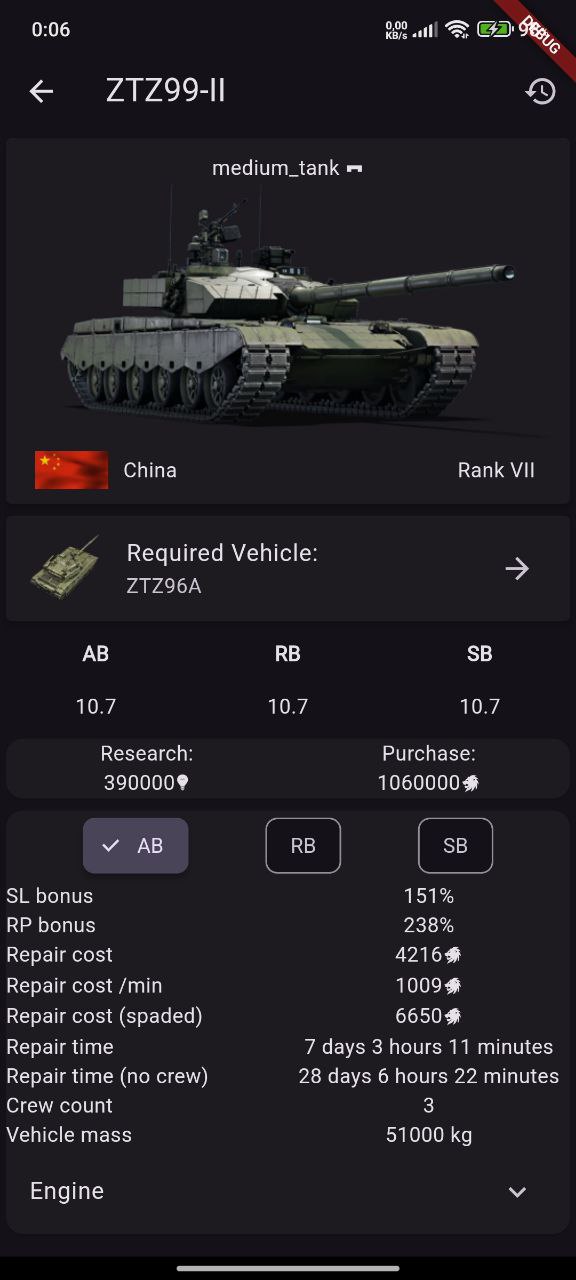 0:06
0,00
KB/s
98
DEBUG
ZTZ99-II
medium_tank
China
Rank VII
Required Vehicle:
ZTZ96A
AB RB SB
10.7 10.7 10.7
Research: Purchase:
390000 1060000
AB RB SB
SL bonus 151%
RP bonus 238%
Repair cost 4216
Repair cost /min 1009
Repair cost (spaded) 6650
Repair time 7 days 3 hours 11 minutes
Repair time (no crew) 28 days 6 hours 22 minutes
Crew count 3
Vehicle mass 51000 kg
Engine